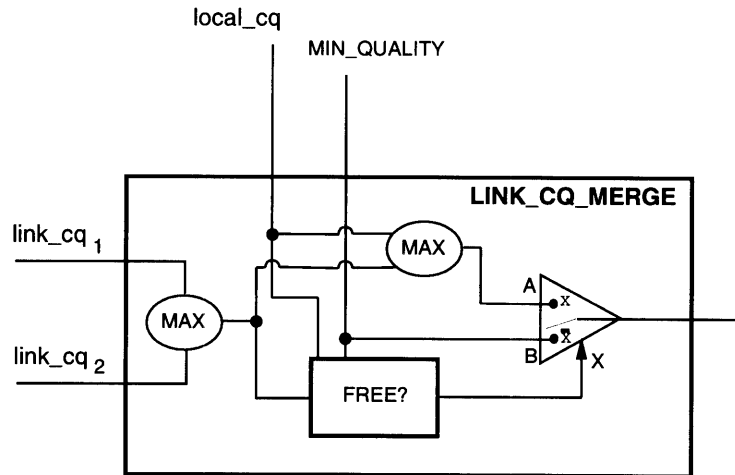 local_cq
MIN_QUALITY
LINK_CQ_MERGE
link_cq 1
MAX
A
x
MAX
link_cq 2
x̄
B
X
FREE?